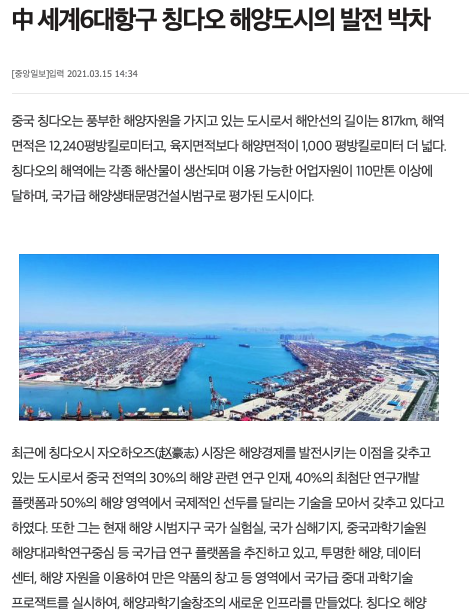 中 세계6대항구 칭다오 해양도시의 발전 박차
[중앙일보]입력 2021.03.15 14:34
중국 칭다오는 풍부한 해양자원을 가지고 있는 도시로서 해안선의 길이는 817km, 해역
면적은 12,240평방킬로미터고, 육지면적보다 해양면적이 1,000 평방킬로미터 더 넓다.
칭다오의 해역에는 각종 해산물이 생산되며 이용 가능한 어업자원이 110만톤 이상에
달하며, 국가급 해양생태문명건설시범구로 평가된 도시이다.
최근에 칭다오시 자오하오즈(赵豪志) 시장은 해양경제를 발전시키는 이점을 갖추고
있는 도시로서 중국 전역의 30%의 해양 관련 연구 인재, 40%의 최첨단 연구개발
플랫폼과 50%의 해양 영역에서 국제적인 선두를 달리는 기술을 모아서 갖추고 있다고
하였다. 또한 그는 현재 해양 시범지구 국가 실험실, 국가 심해기지, 중국과학기술원
해양대과학연구중심 등 국가급 연구 플랫폼을 추진하고 있고, 투명한 해양, 데이터
센터, 해양 자원을 이용하여 만은 약품의 창고 등 영역에서 국가급 중대 과학기술
프로잭트를 실시하여, 해양과학기술창조의 새로운 인프라를 만들었다. 칭다오 해양